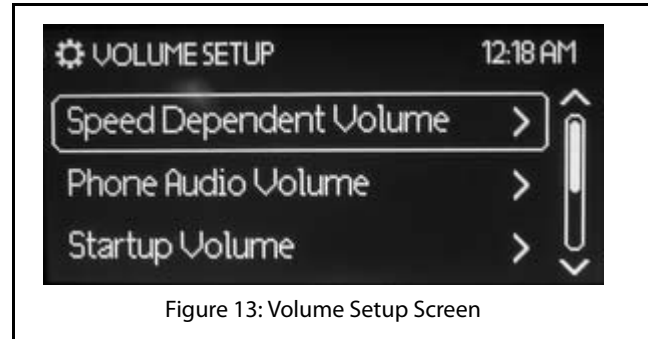 VOLUME SETUP 12:18 AM
Speed Dependent Volume
Phone Audio Volume
Startup Volume
Figure 13: Volume Setup Screen